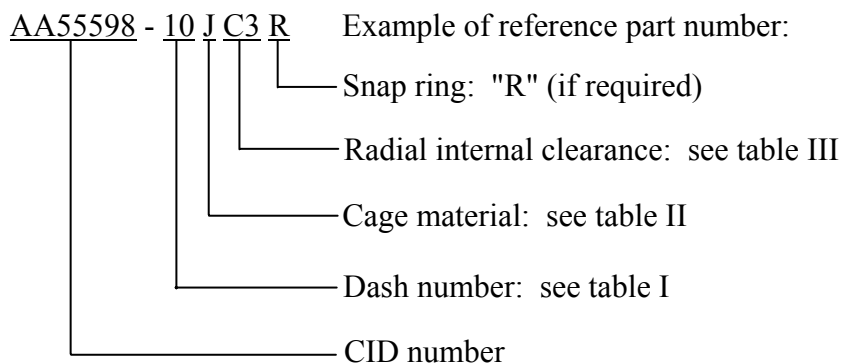 AA55598 - 10 J C3 R Example of reference part number:
Snap ring: "R" (if required)
Radial internal clearance: see table III
Cage material: see table II
Dash number: see table I
CID number